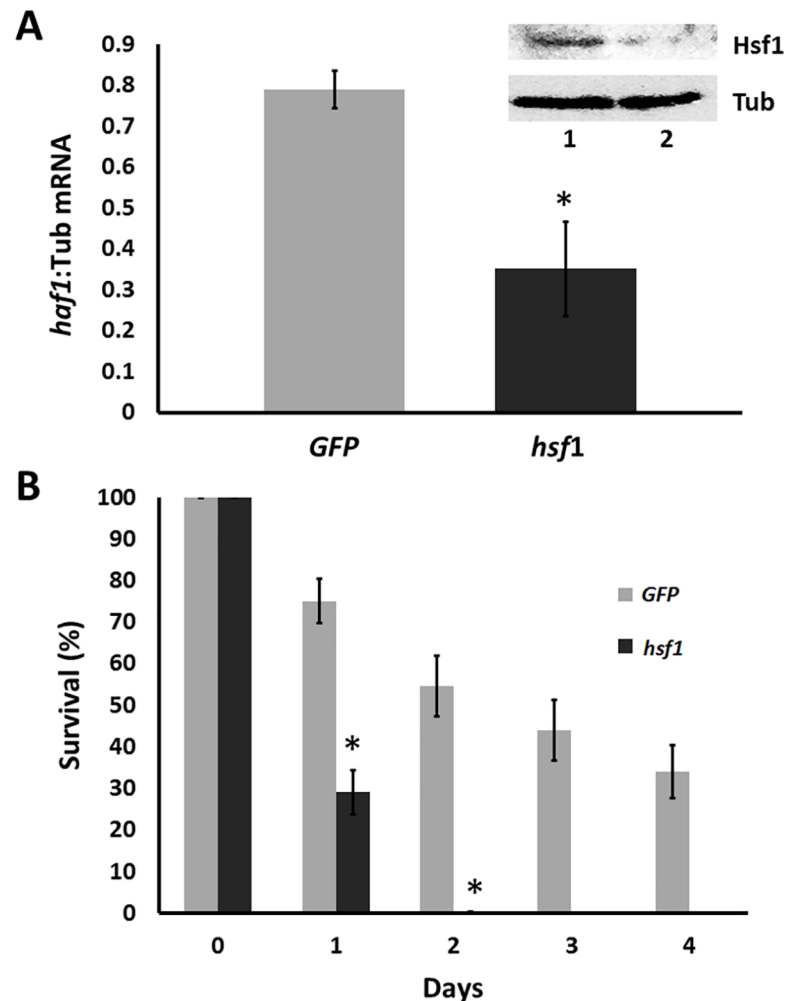 A
0.9
0.8
0.7
0.6
0.5
0.4
0.3
0.2
0.1
0
haf1:Tub mRNA
Hsf1
Tub
1 2
*
GFP hsf1
B
100
90
80
70
60
50
40
30
20
10
0
Survival (%)
GFP
hsf1
*
*
0 1 2 3 4
Days